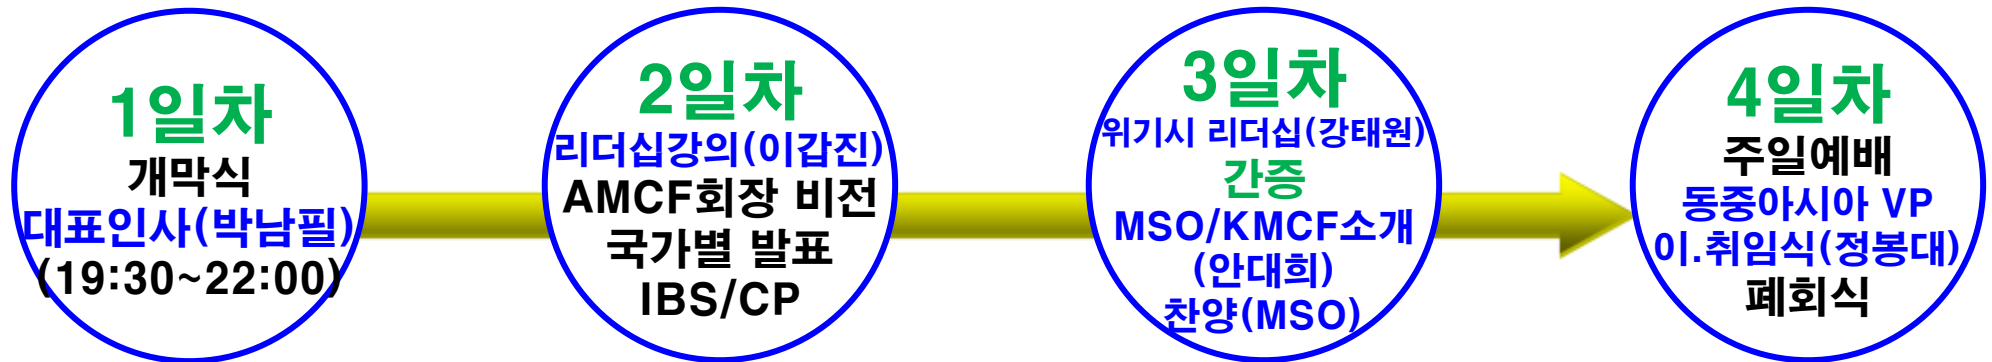 1일차
개막식
대표인사(박남필)
(19:30~22:00)
2일차
리더십강의(이갑진)
AMCF회장 비전
국가별 발표
IBS/CP
3일차
위기시 리더십(강태원)
간증
MSO/KMCF소개
(안대희)
찬양(MSO)
4일차
주일예배
동중아시아 VP
이.취임식(정봉대)
폐회식